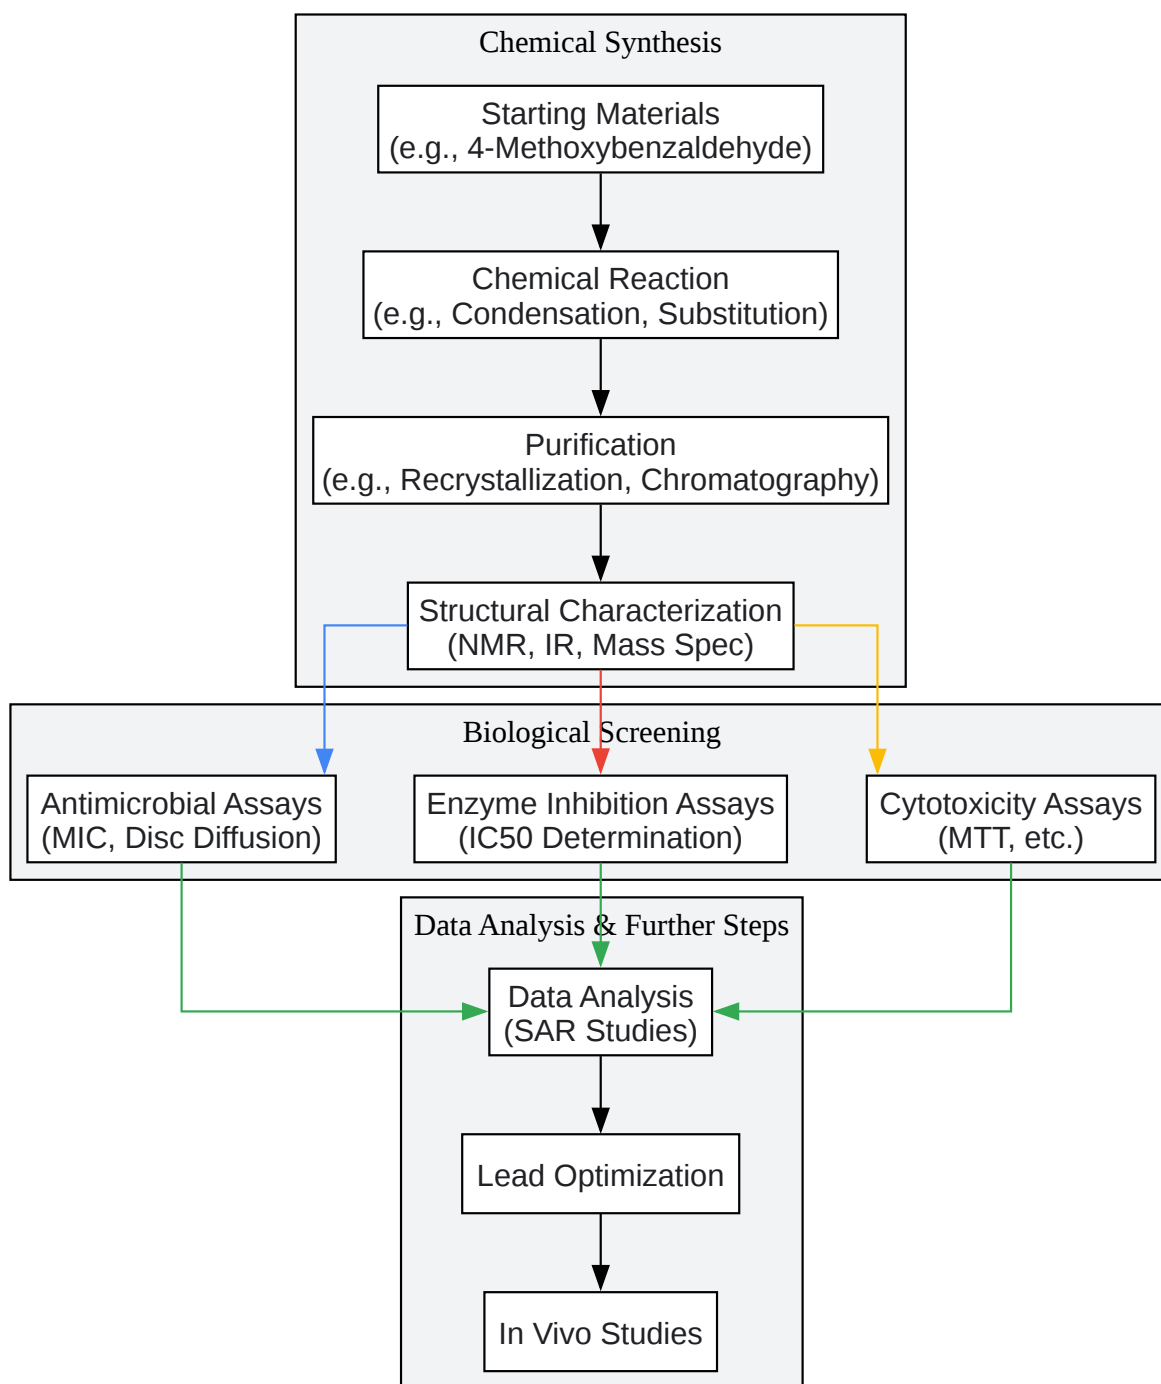 Chemical Synthesis
Starting Materials
(e.g., 4-Methoxybenzaldehyde)
Chemical Reaction
(e.g., Condensation, Substitution)
Purification
(e.g., Recrystallization, Chromatography)
Structural Characterization
(NMR, IR, Mass Spec)
Biological Screening
Antimicrobial Assays
(MIC, Disc Diffusion)
Enzyme Inhibition Assays
(IC50 Determination)
Cytotoxicity Assays
(MTT, etc.)
Data Analysis & Further Steps
Data Analysis
(SAR Studies)
Lead Optimization
In Vivo Studies